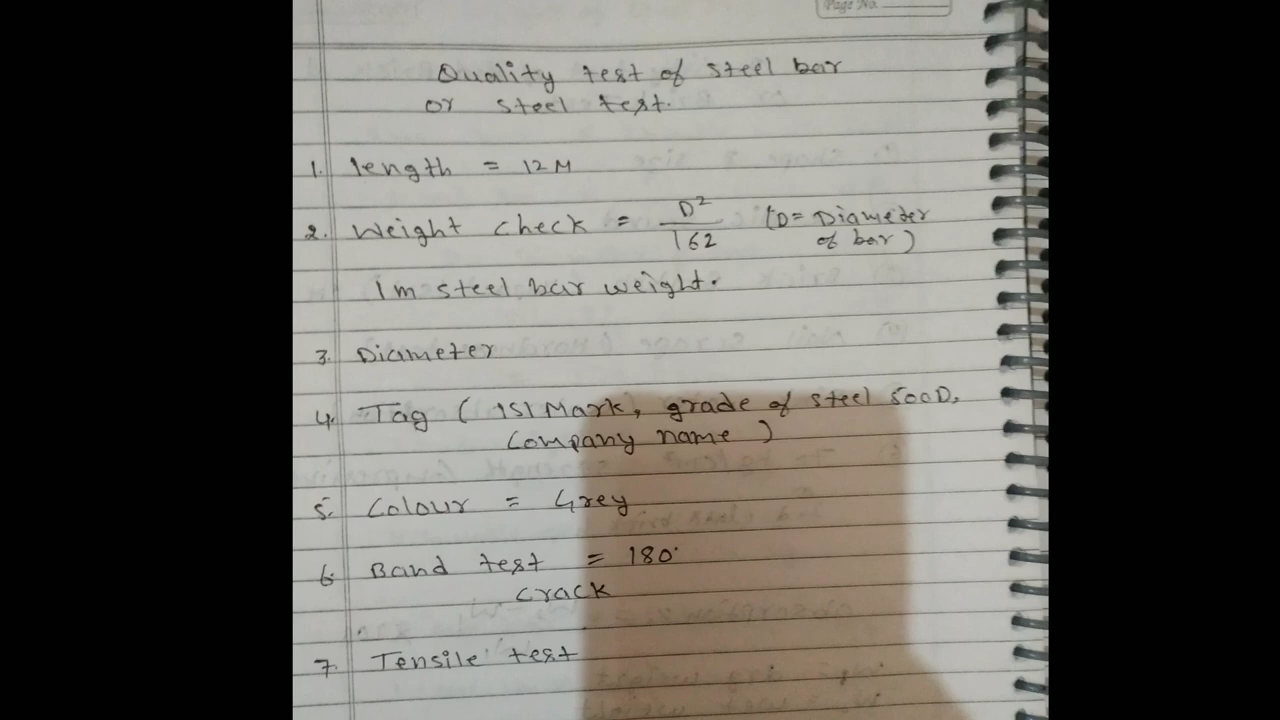 Page No.
Quality test of steel bar
or steel test.
1. length = 12 M
2. Weight check = D²/162 (D = Diameter
of bar)
1m steel bar weight.
3. Diameter
4. Tag ( ISI Mark, grade of steel 500D,
Company name )
5. Colour = Grey
6. Band test = 180°
crack
7. Tensile test